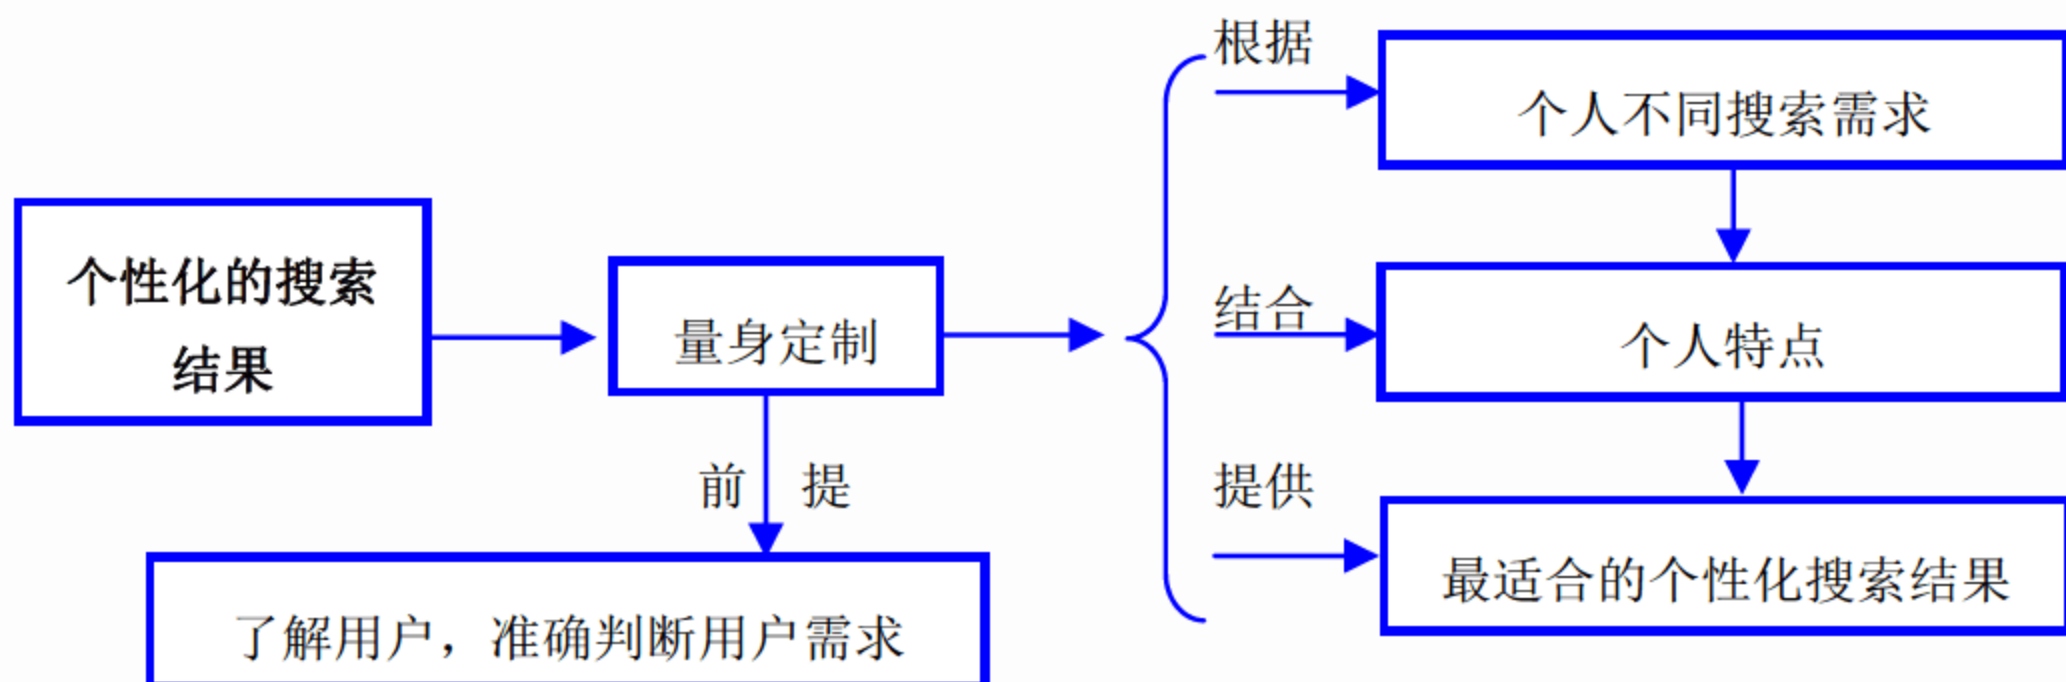 根据
个人不同搜索需求
个性化的搜索
结果
量身定制
结合
个人特点
前 提
提供
最适合的个性化搜索结果
了解用户，准确判断用户需求